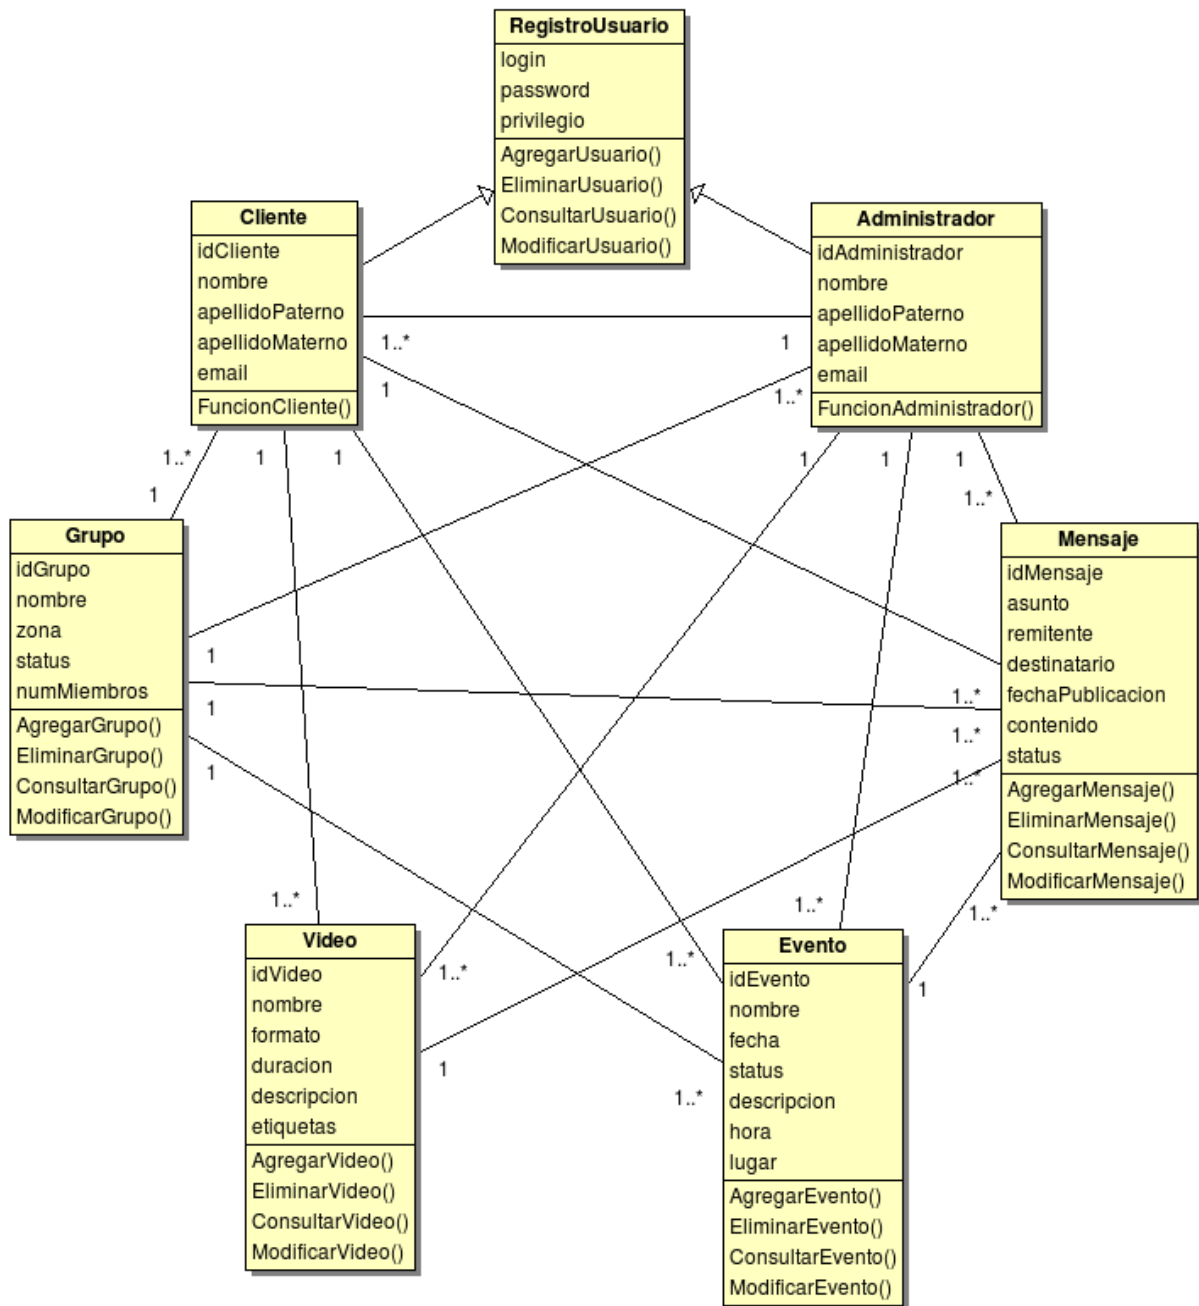 RegistroUsuario
login
password
privilegio
AgregarUsuario()
EliminarUsuario()
ConsultarUsuario()
ModificarUsuario()
Cliente
idCliente
nombre
apellidoPaterno
apellidoMaterno
email
FuncionCliente()
Administrador
idAdministrador
nombre
apellidoPaterno
apellidoMaterno
email
FuncionAdministrador()
1..*
1
1
1..*
1..*
1
1
1
1
1
1
1..*
1
Grupo
idGrupo
nombre
zona
status
numMiembros
AgregarGrupo()
EliminarGrupo()
ConsultarGrupo()
ModificarGrupo()
1
1
1
Mensaje
idMensaje
asunto
remitente
destinatario
fechaPublicacion
contenido
status
AgregarMensaje()
EliminarMensaje()
ConsultarMensaje()
ModificarMensaje()
1..*
1..*
1..*
1..*
1..*
1..*
1..*
1..*
1
1
1..*
Video
idVideo
nombre
formato
duracion
descripcion
etiquetas
AgregarVideo()
EliminarVideo()
ConsultarVideo()
ModificarVideo()
Evento
idEvento
nombre
fecha
status
descripcion
hora
lugar
AgregarEvento()
EliminarEvento()
ConsultarEvento()
ModificarEvento()